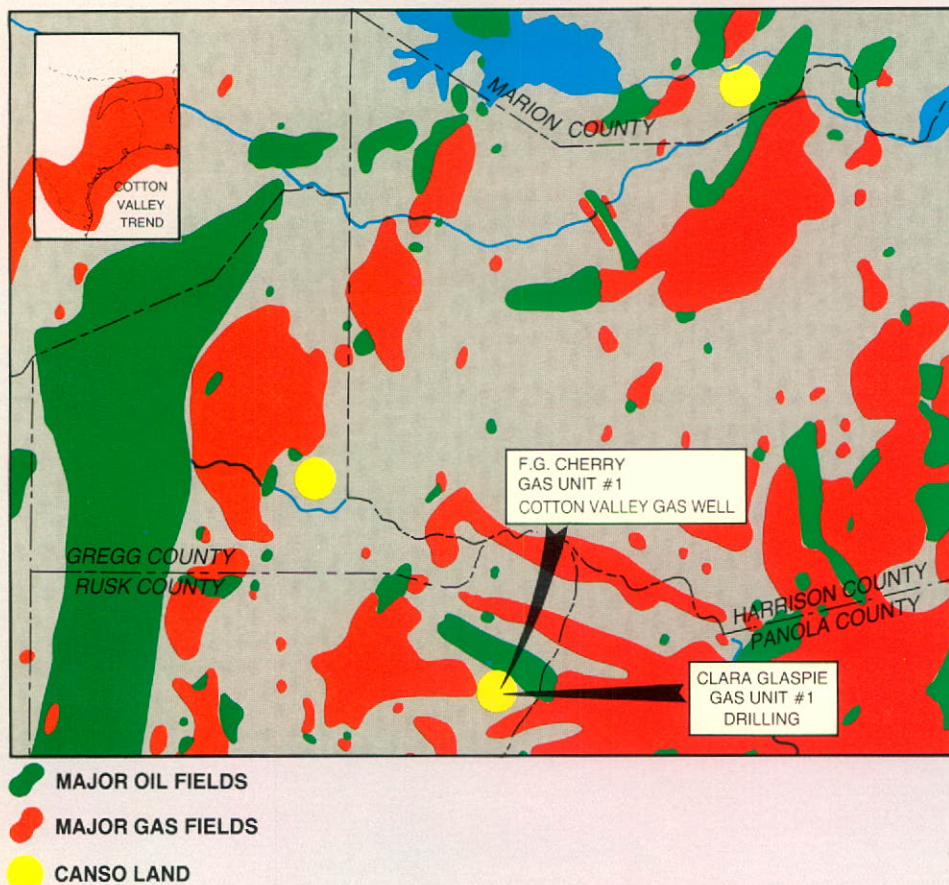 COTTON
VALLEY
TREND
MARION COUNTY
F.G. CHERRY
GAS UNIT #1
COTTON VALLEY GAS WELL
GREGG COUNTY
RUSK COUNTY
HARRISON COUNTY
PANOLA COUNTY
CLARA GLASPIE
GAS UNIT #1
DRILLING
MAJOR OIL FIELDS
MAJOR GAS FIELDS
CANSO LAND